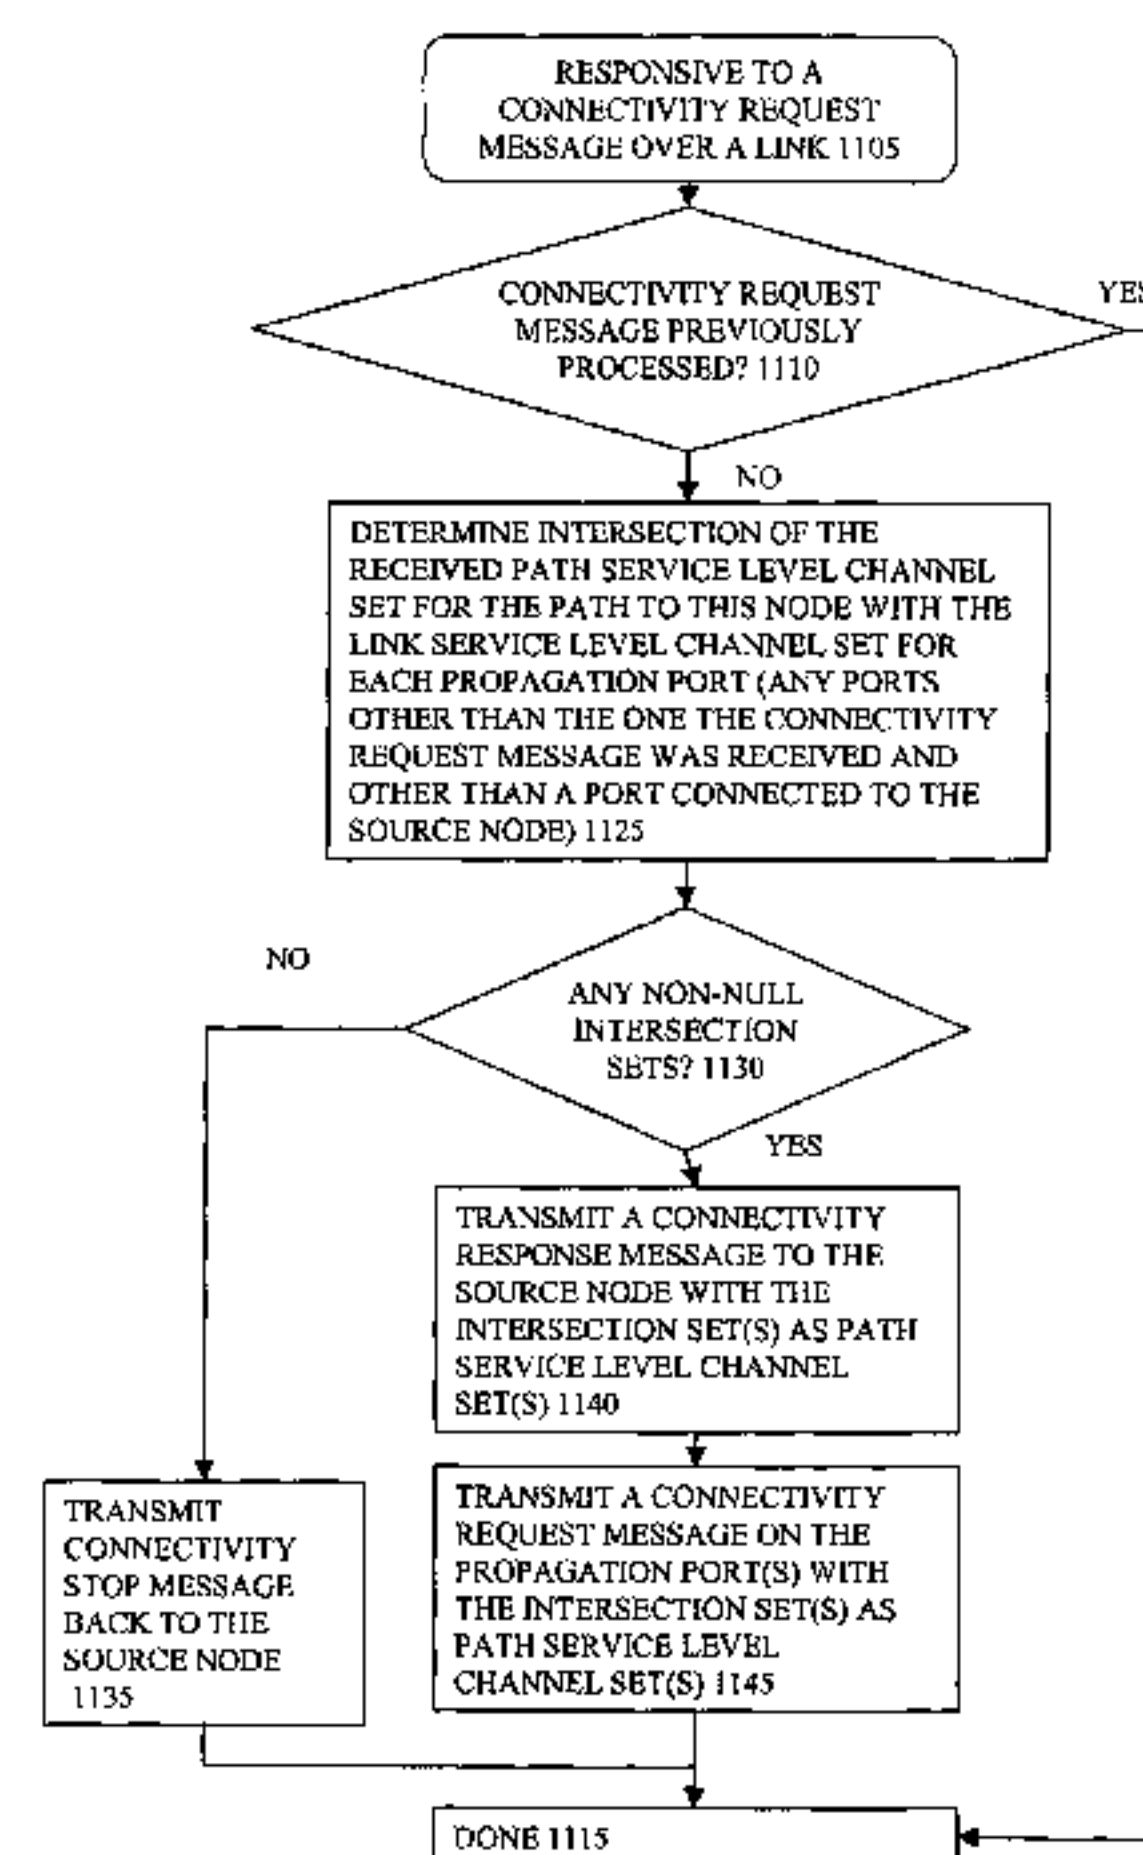 RESPONSIVE TO A
CONNECTIVITY REQUEST
MESSAGE OVER A LINK 1105
CONNECTIVITY REQUEST
MESSAGE PREVIOUSLY
PROCESSED? 1110
YES
NO
DETERMINE INTERSECTION OF THE
RECEIVED PATH SERVICE LEVEL CHANNEL
SET FOR THE PATH TO THIS NODE WITH THE
LINK SERVICE LEVEL CHANNEL SET FOR
EACH PROPAGATION PORT (ANY PORTS
OTHER THAN THE ONE THE CONNECTIVITY
REQUEST MESSAGE WAS RECEIVED AND
OTHER THAN A PORT CONNECTED TO THE
SOURCE NODE) 1125
NO
ANY NON-NULL
INTERSECTION
SETS? 1130
YES
TRANSMIT A CONNECTIVITY
RESPONSE MESSAGE TO THE
SOURCE NODE WITH THE
INTERSECTION SET(S) AS PATH
SERVICE LEVEL CHANNEL
SET(S) 1140
TRANSMIT
CONNECTIVITY
STOP MESSAGE
BACK TO THE
SOURCE NODE
1135
TRANSMIT A CONNECTIVITY
REQUEST MESSAGE ON THE
PROPAGATION PORT(S) WITH
THE INTERSECTION SET(S) AS
PATH SERVICE LEVEL
CHANNEL SET(S) 1145
DONE 1115